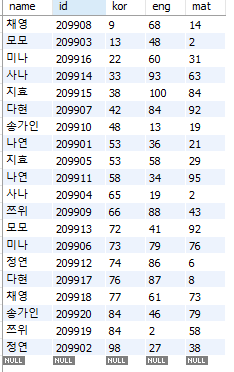 name id kor eng mat
채영 209908 9 68 14
모모 209903 13 48 2
미나 209916 22 60 31
사나 209914 33 93 63
지효 209915 38 100 84
다현 209907 42 84 92
송가인 209910 48 13 19
나연 209901 53 36 21
지효 209905 53 58 29
나연 209911 58 34 95
사나 209904 65 19 2
쯔위 209909 66 88 43
모모 209913 72 41 92
미나 209906 73 79 76
정연 209912 74 86 6
다현 209917 76 87 8
채영 209918 77 61 73
송가인 209920 84 46 79
쯔위 209919 84 2 58
정연 209902 98 27 38
NULL NULL NULL NULL NULL